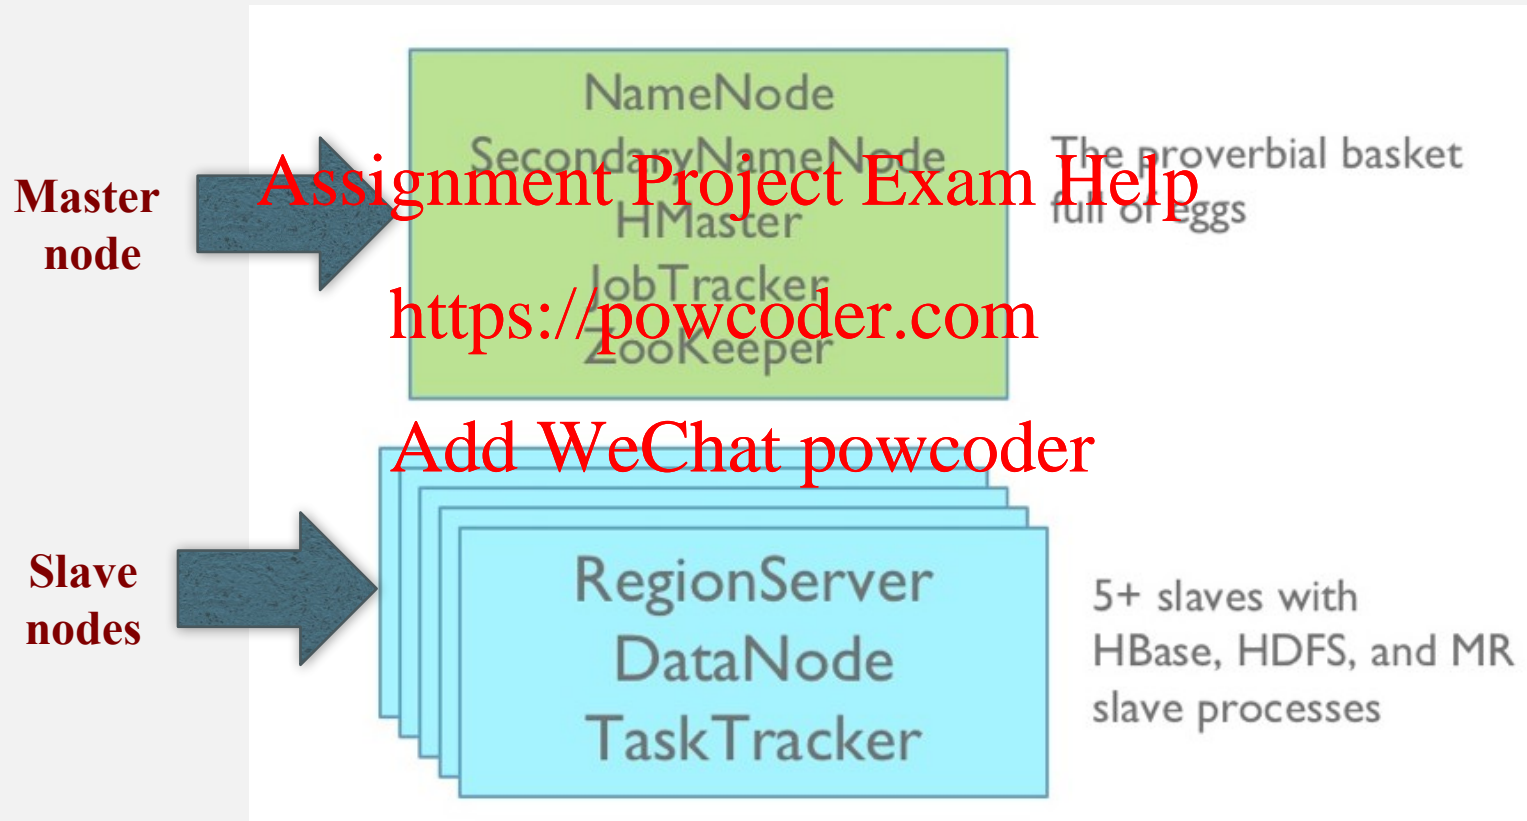 Master
node
NameNode
SecondaryNameNode
HMaster
JobTracker
ZooKeeper
The proverbial basket
full of eggs
Assignment Project Exam Help
https://powcoder.com
Add WeChat powcoder
Slave
nodes
RegionServer
DataNode
TaskTracker
5+ slaves with
HBase, HDFS, and MR
slave processes